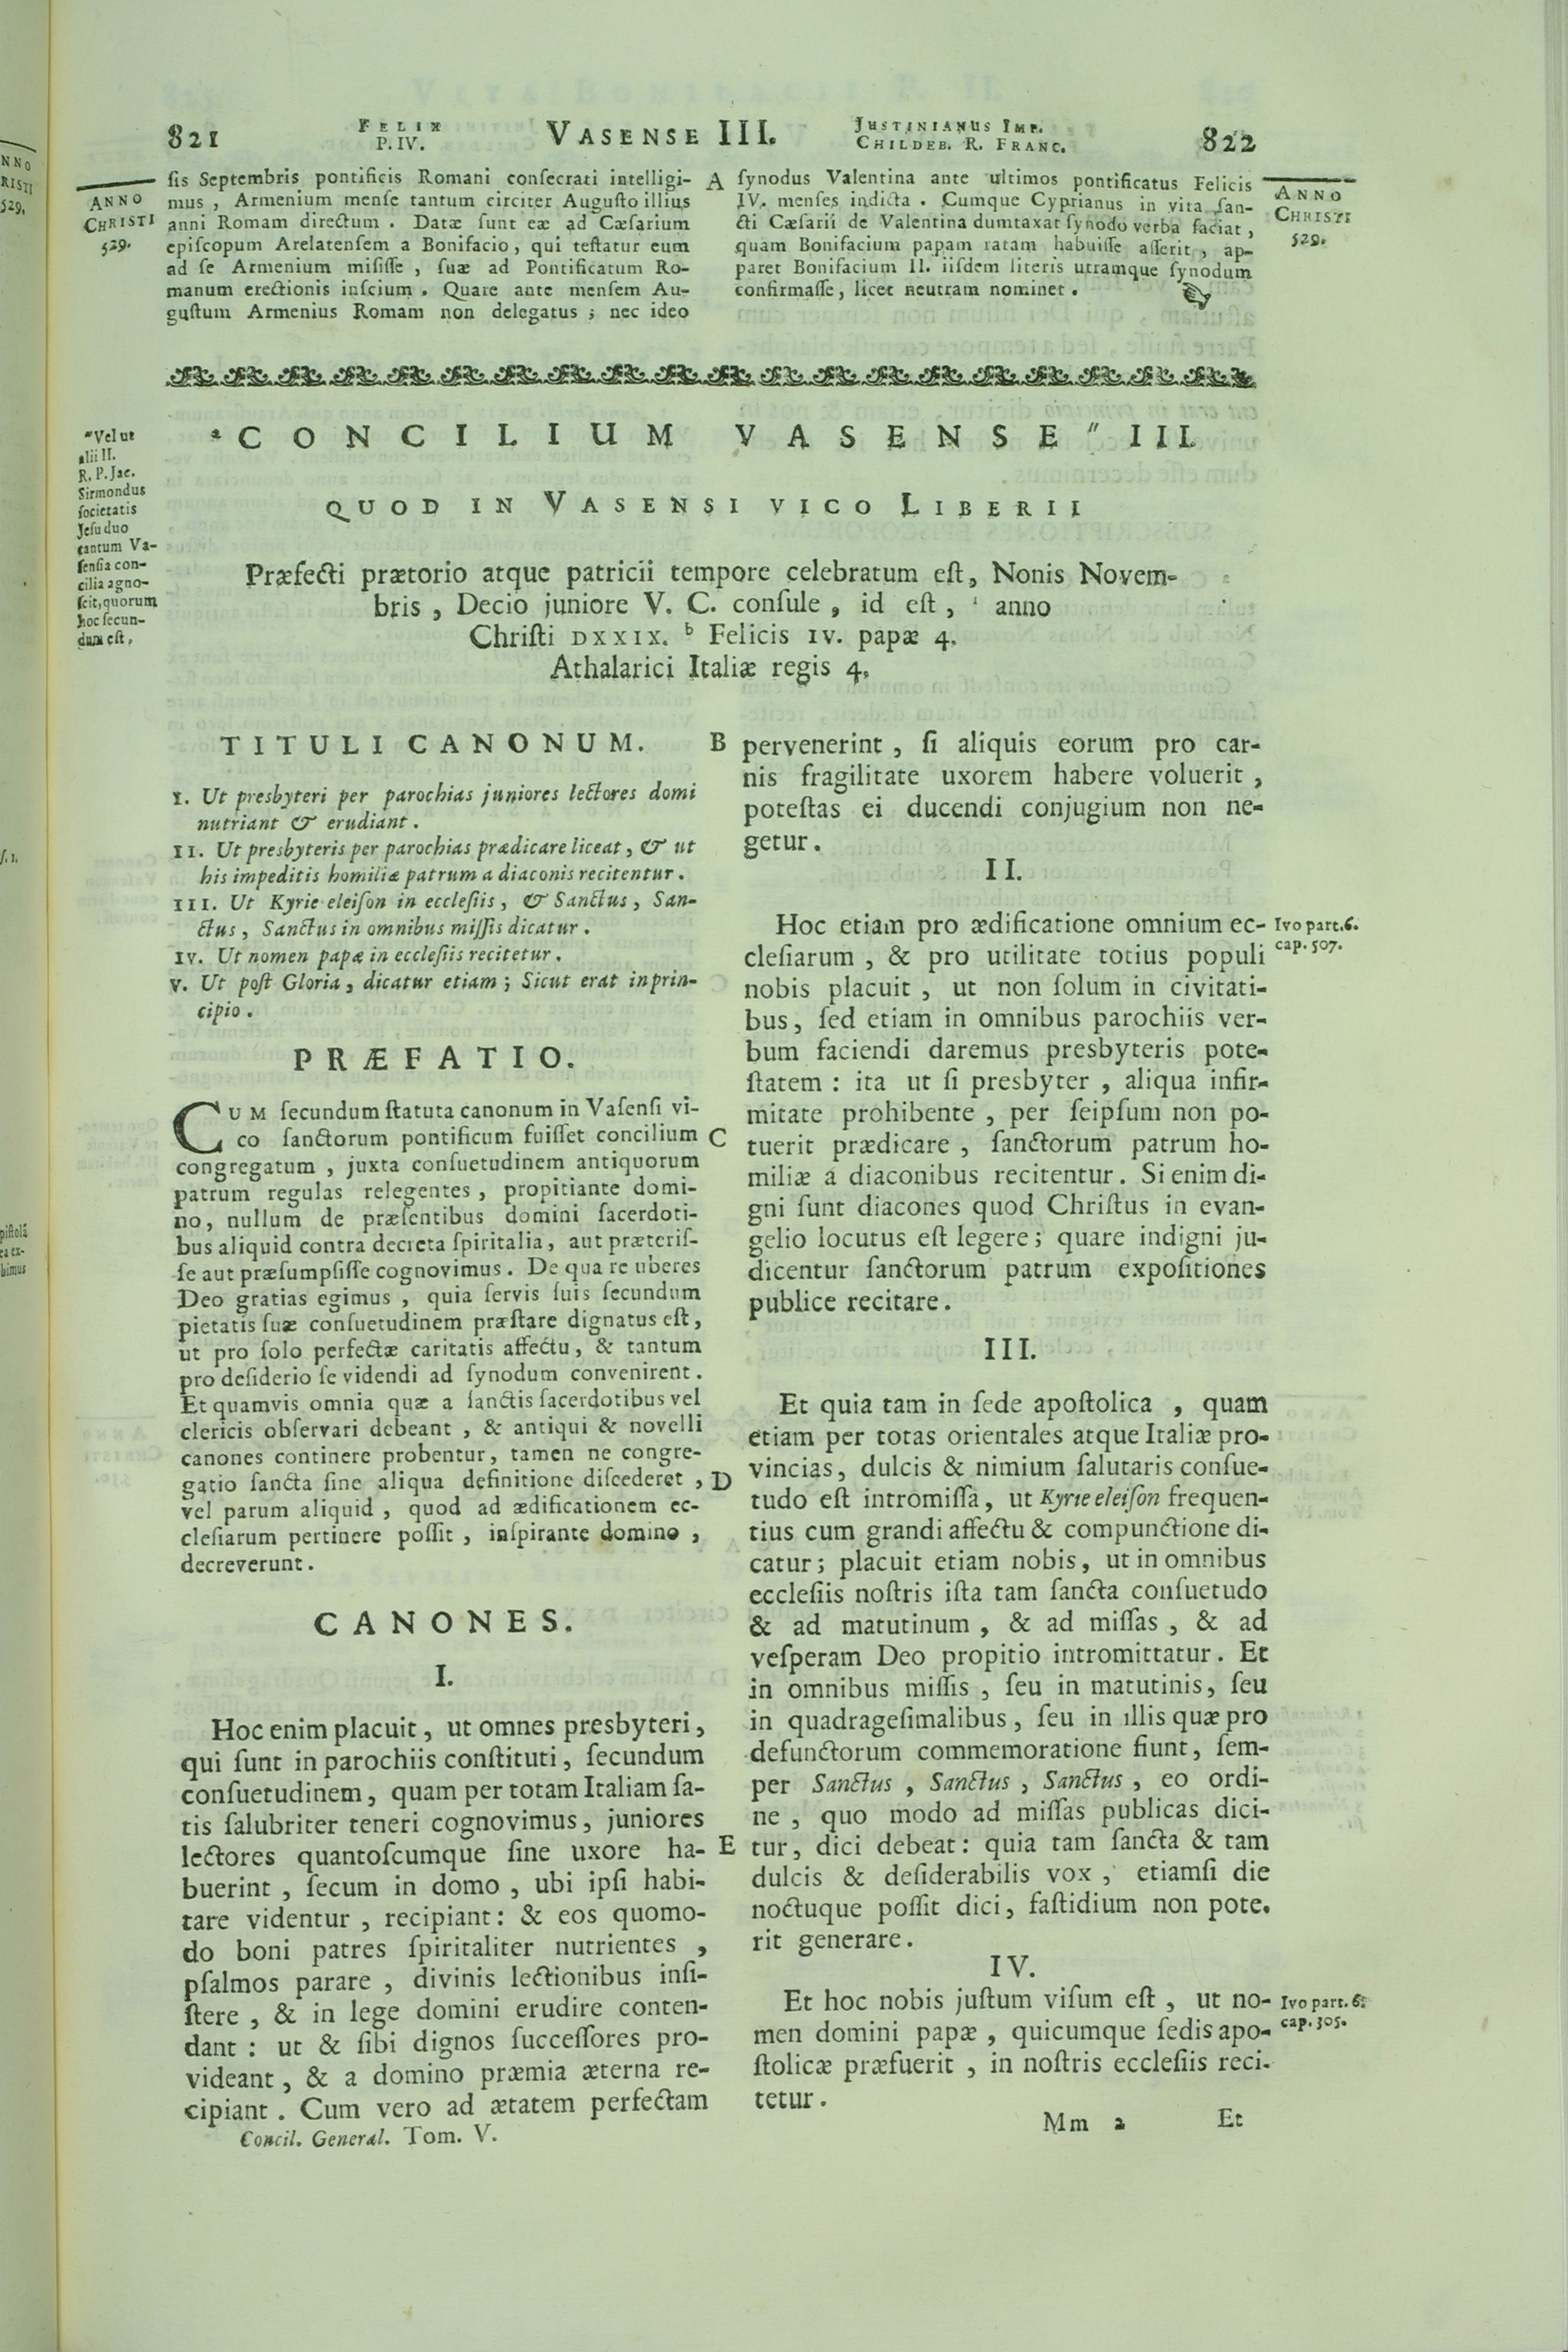 821
FELIX
P. IV.
VASENSE III.
JUSTINIANUS IMP.
CHILDEB. R. FRANC.
822
ANNO
CHRISTI
529.
ſis Septembris pontificis Romani conſecrati intelligi-
mus , Armenium menſe tantum circiter Auguſto illius
anni Romam directum . Datæ ſunt eæ ad Cæſarium
epiſcopum Arelatenſem a Bonifacio, qui teſtatur eum
ad ſe Armenium miſiſſe , ſuæ ad Pontificatum Ro-
manum erectionis inſcium . Quare ante menſem Au-
guſtum Armenius Romam non delegatus ; nec ideo
A
ſynodus Valentina ante ultimos pontificatus Felicis
IV. menſes indicta . Cumque Cyprianus in vita ſan-
cti Cæſarii de Valentina dumtaxat ſynodo verba faciat ,
quam Bonifacium papam ratam habuiſſe aſſerit , ap-
paret Bonifacium II. iiſdem literis utramque ſynodum
confirmaſſe, licet neutram nominet .
ANNO
CHRISTI
529.
ᵃ CONCILIUM VASENSE " III.
QUOD IN VASENSI VICO LIBERII
Præfecti prætorio atque patricii tempore celebratum eſt, Nonis Novem-
bris , Decio juniore V. C. conſule , id eſt , anno
Chriſti DXXIX. ᵇ Felicis IV. papæ 4.
Athalarici Italiæ regis 4,
" Vel ut
alii II.
R. P. Jac.
Sirmondus
ſocietatis
Jeſu duo
tantum Va-
ſenſia con-
cilia agno-
ſcit, quorum
hoc ſecun-
dum eſt,
TITULI CANONUM.
I. Ut presbyteri per parochias juniores lectores domi
nutriant & erudiant .
II. Ut presbyteris per parochias prædicare liceat , & ut
his impeditis homiliæ patrum a diaconis recitentur .
III. Ut Kyrie eleiſon in eccleſiis , & Sanctus , San-
ctus , Sanctus in omnibus miſſis dicatur .
IV. Ut nomen papæ in eccleſiis recitetur .
V. Ut poſt Gloria , dicatur etiam ; Sicut erat in prin-
cipio .
PRÆFATIO.
CUM ſecundum ſtatuta canonum in Vaſenſi vi-
co ſanctorum pontificum fuiſſet concilium
congregatum , juxta conſuetudinem antiquorum
patrum regulas relegentes , propitiante domi-
no, nullum de præſentibus domini ſacerdoti-
bus aliquid contra decreta ſpiritalia, aut præteriſ-
ſe aut præſumpſiſſe cognovimus . De qua re uberes
Deo gratias egimus , quia ſervis ſuis ſecundum
pietatis ſuæ conſuetudinem præſtare dignatus eſt,
ut pro ſolo perfectæ caritatis affectu, & tantum
pro deſiderio ſe videndi ad ſynodum convenirent .
Et quamvis omnia quæ a ſanctis ſacerdotibus vel
clericis obſervari debeant , & antiqui & novelli
canones continere probentur, tamen ne congre-
gatio ſancta ſine aliqua definitione diſcederet ,
vel parum aliquid , quod ad ædificationem ec-
cleſiarum pertinere poſſit , inſpirante domino ,
decreverunt .
CANONES.
I.
Hoc enim placuit, ut omnes presbyteri,
qui ſunt in parochiis conſtituti, ſecundum
conſuetudinem, quam per totam Italiam ſa-
tis ſalubriter teneri cognovimus, juniores
lectores quantoſcumque ſine uxore ha-
buerint , ſecum in domo , ubi ipſi habi-
tare videntur , recipiant: & eos quomo-
do boni patres ſpiritaliter nutrientes ,
pſalmos parare , divinis lectionibus inſi-
ſtere , & in lege domini erudire conten-
dant : ut & ſibi dignos ſucceſſores pro-
videant, & a domino præmia æterna re-
cipiant . Cum vero ad ætatem perfectam
Concil. General. Tom. V.
B
C
D
E
pervenerint , ſi aliquis eorum pro car-
nis fragilitate uxorem habere voluerit ,
poteſtas ei ducendi conjugium non ne-
getur .
II.
Hoc etiam pro ædificatione omnium ec-
cleſiarum , & pro utilitate totius populi
nobis placuit , ut non ſolum in civitati-
bus, ſed etiam in omnibus parochiis ver-
bum faciendi daremus presbyteris pote-
ſtatem : ita ut ſi presbyter , aliqua infir-
mitate prohibente , per ſeipſum non po-
tuerit prædicare , ſanctorum patrum ho-
miliæ a diaconibus recitentur . Si enim di-
gni ſunt diacones quod Chriſtus in evan-
gelio locutus eſt legere; quare indigni ju-
dicentur ſanctorum patrum expoſitiones
publice recitare .
Ivo part. 6.
cap. 307.
III.
Et quia tam in ſede apoſtolica , quam
etiam per totas orientales atque Italiæ pro-
vincias, dulcis & nimium ſalutaris conſue-
tudo eſt intromiſſa, ut Kyrie eleiſon frequen-
tius cum grandi affectu & compunctione di-
catur; placuit etiam nobis, ut in omnibus
eccleſiis noſtris iſta tam ſancta conſuetudo
& ad matutinum , & ad miſſas , & ad
veſperam Deo propitio intromittatur . Et
in omnibus miſſis , ſeu in matutinis, ſeu
in quadrageſimalibus, ſeu in illis quæ pro
defunctorum commemoratione fiunt, ſem-
per Sanctus , Sanctus , Sanctus , eo ordi-
ne , quo modo ad miſſas publicas dici-
tur, dici debeat: quia tam ſancta & tam
dulcis & deſiderabilis vox , etiamſi die
noctuque poſſit dici, faſtidium non pote.
rit generare .
IV.
Et hoc nobis juſtum viſum eſt , ut no-
men domini papæ , quicumque ſedis apo-
ſtolicæ præfuerit , in noſtris eccleſiis reci-
tetur .
Ivo part. 6.
cap. 305.
Mm 2
Et